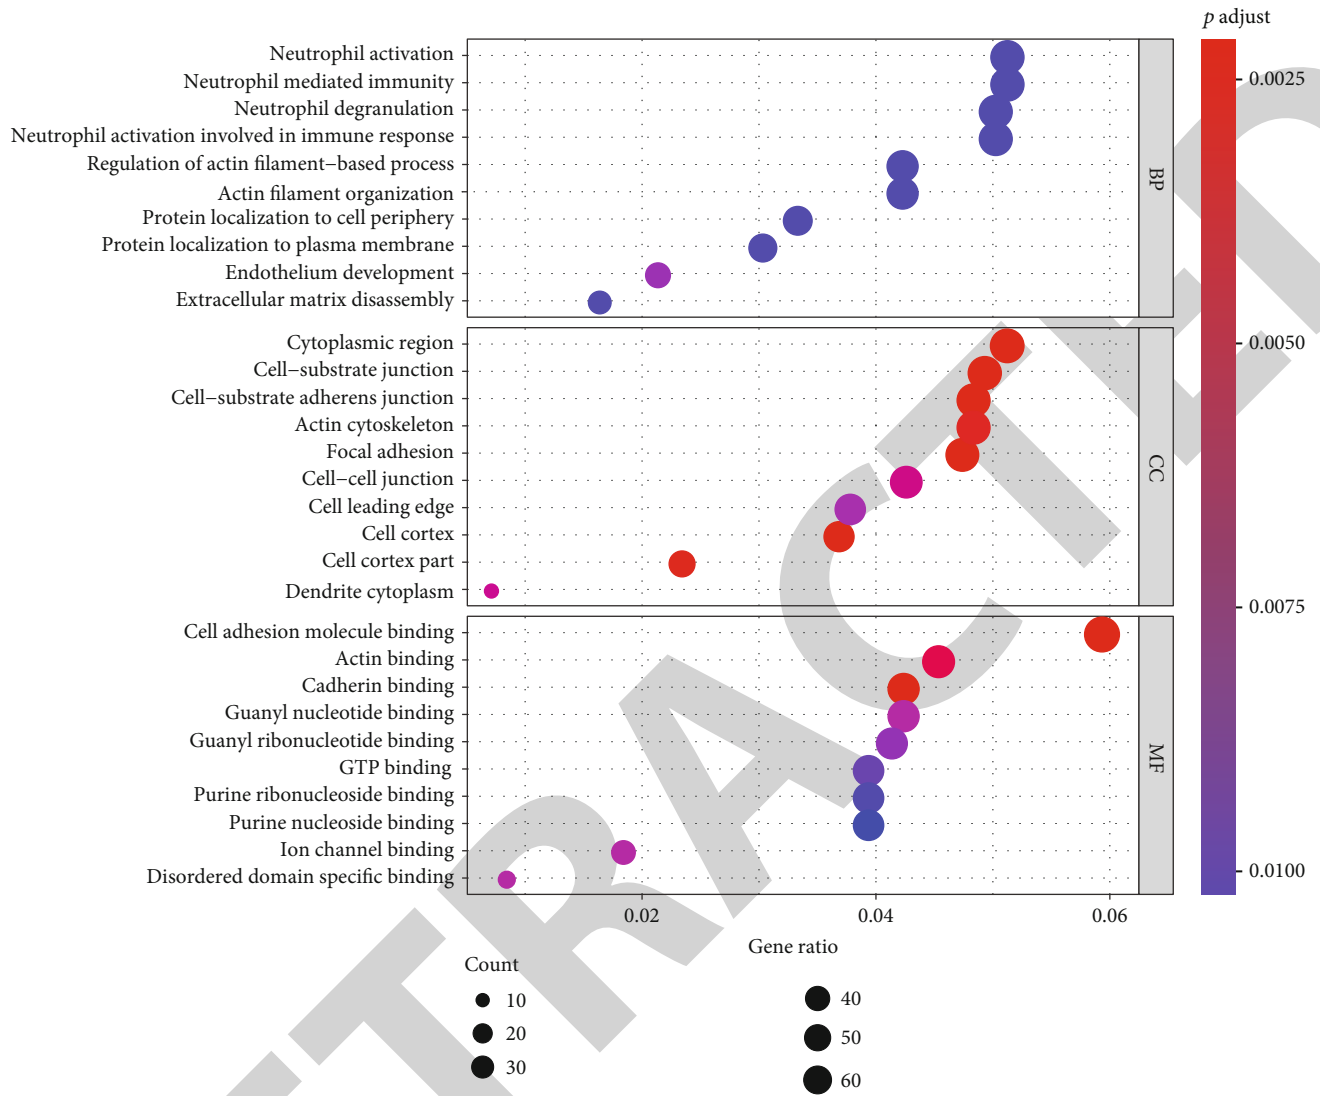 p adjust
Neutrophil activation
Neutrophil mediated immunity
Neutrophil degranulation
Neutrophil activation involved in immune response
Regulation of actin filament−based process
Actin filament organization
Protein localization to cell periphery
Protein localization to plasma membrane
Endothelium development
Extracellular matrix disassembly
BP
Cytoplasmic region
Cell−substrate junction
Cell−substrate adherens junction
Actin cytoskeleton
Focal adhesion
Cell−cell junction
Cell leading edge
Cell cortex
Cell cortex part
Dendrite cytoplasm
CC
Cell adhesion molecule binding
Actin binding
Cadherin binding
Guanyl nucleotide binding
Guanyl ribonucleotide binding
GTP binding
Purine ribonucleoside binding
Purine nucleoside binding
Ion channel binding
Disordered domain specific binding
MF
0.0025
0.0050
0.0075
0.0100
0.02 0.04 0.06
Gene ratio
Count
10
20
30
40
50
60
TRACTE